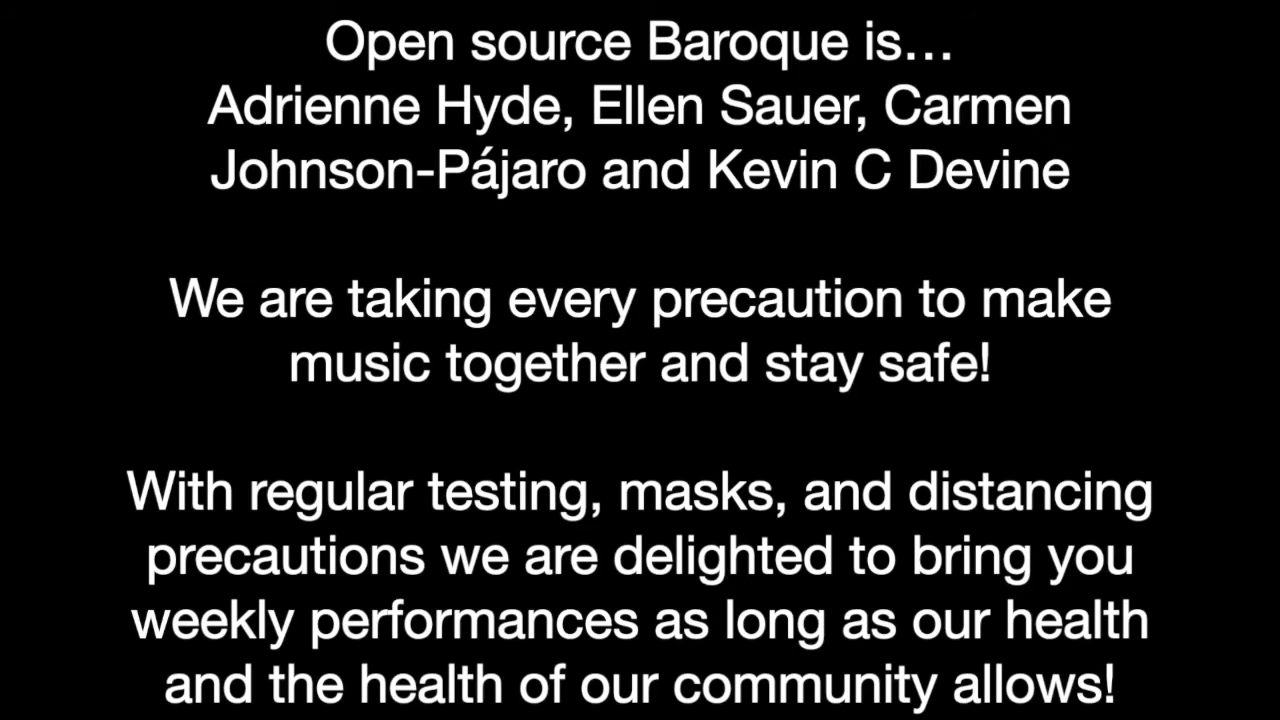 Open source Baroque is…
Adrienne Hyde, Ellen Sauer, Carmen
Johnson-Pájaro and Kevin C Devine
We are taking every precaution to make
music together and stay safe!
With regular testing, masks, and distancing
precautions we are delighted to bring you
weekly performances as long as our health
and the health of our community allows!